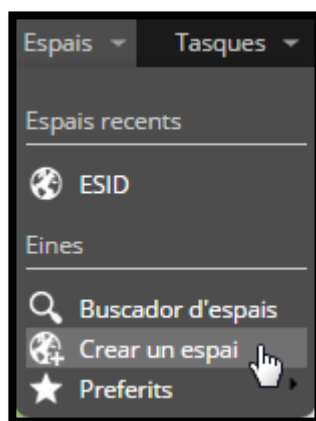 Espais Tasques
Espais recents
ESID
Eines
Buscador d'espais
Crear un espai
Preferits